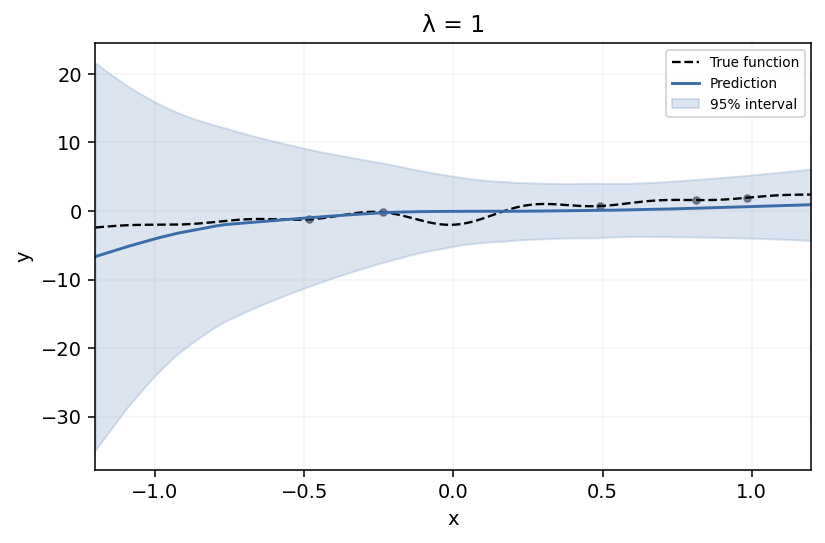 λ = 1
True function
Prediction
95% interval
20
10
0
−10
−20
−30
y
−1.0
−0.5
0.0
0.5
1.0
x